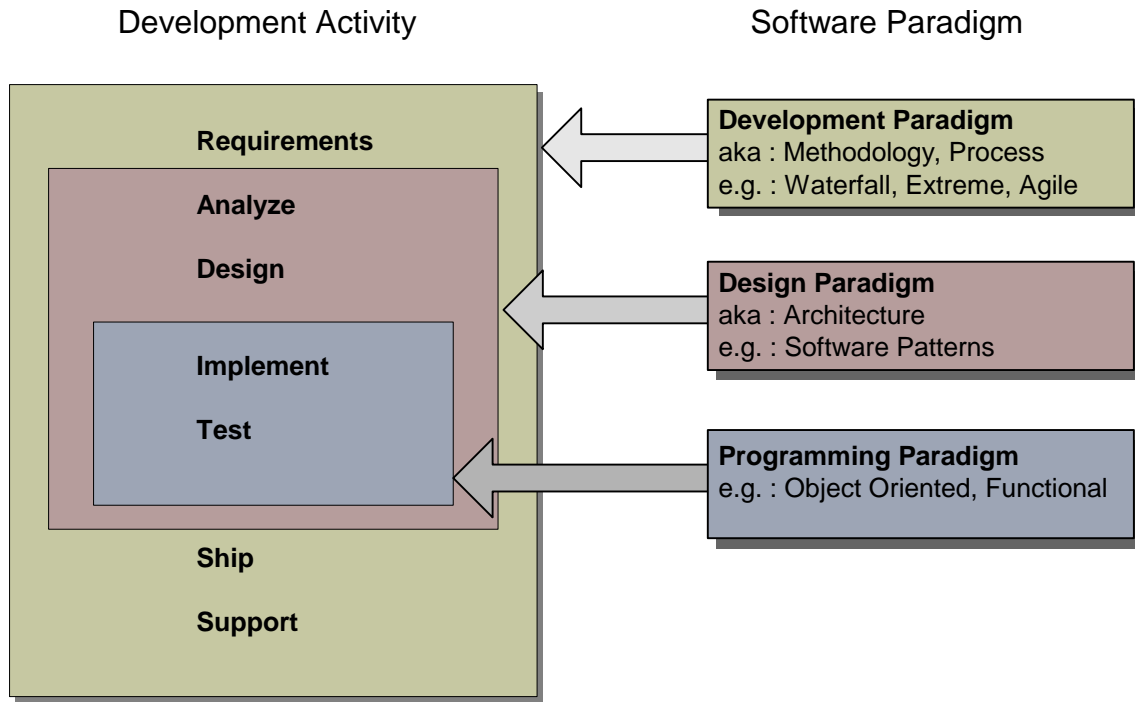 Development Activity
Software Paradigm
Requirements
Analyze
Design
Implement
Test
Ship
Support
Development Paradigm
aka : Methodology, Process
e.g. : Waterfall, Extreme, Agile
Design Paradigm
aka : Architecture
e.g. : Software Patterns
Programming Paradigm
e.g. : Object Oriented, Functional